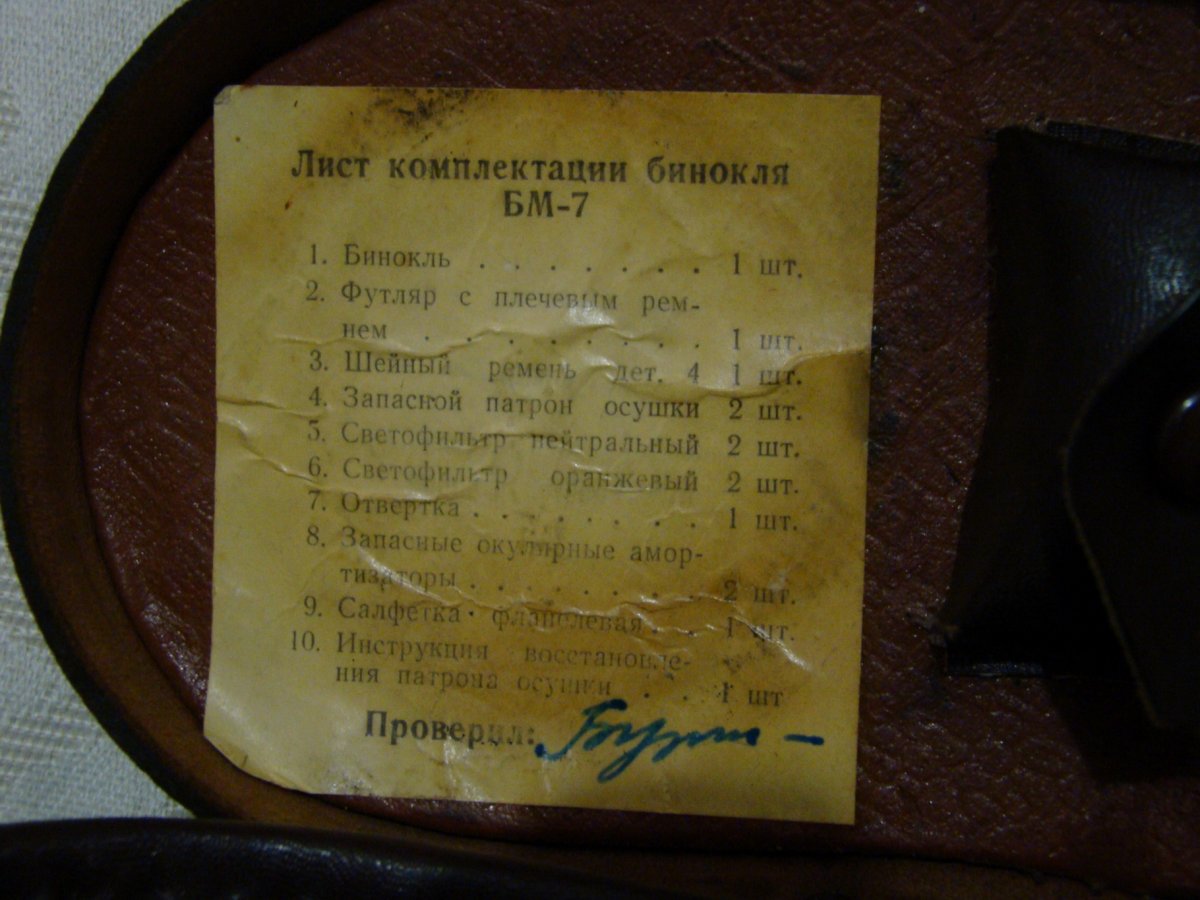 Лист комплектации бинокля
БМ-7
1. Бинокль . . . . . . . 1 шт.
2. Футляр с плечевым рем-
нем . . . . . . . . 1 шт.
3. Шейный ремень дет. 4 1 шт.
4. Запасной патрон осушки 2 шт.
5. Светофильтр нейтральный 2 шт.
6. Светофильтр оранжевый 2 шт.
7. Отвертка . . . . . . . 1 шт.
8. Запасные окулярные амор-
тизаторы . . . . . . . 2 шт.
9. Салфетка фланелевая . . 1 шт.
10. Инструкция восстановле-
ния патрона осушки . . 1 шт
Проверил: